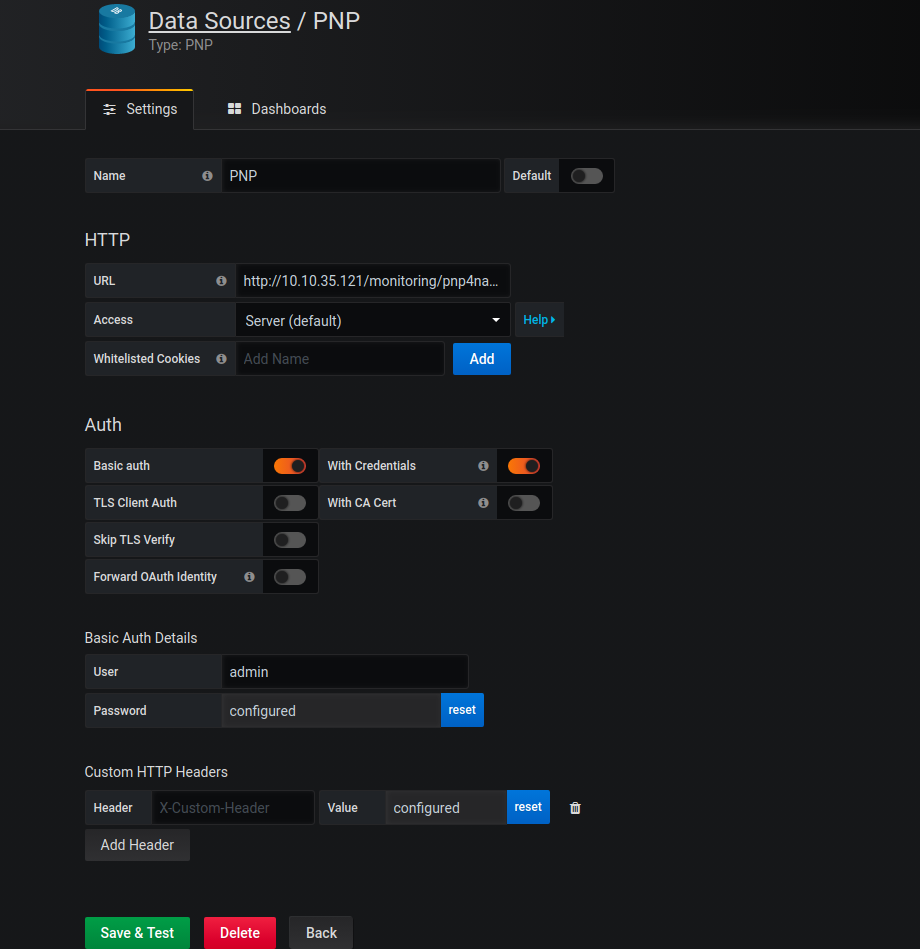 Data Sources / PNP
Type: PNP
Settings Dashboards
Name PNP Default
HTTP
URL http://10.10.35.121/monitoring/pnp4na...
Access Server (default) Help
Whitelisted Cookies Add Name Add
Auth
Basic auth With Credentials
TLS Client Auth With CA Cert
Skip TLS Verify
Forward OAuth Identity
Basic Auth Details
User admin
Password configured reset
Custom HTTP Headers
Header X-Custom-Header Value configured reset
Add Header
Save & Test Delete Back